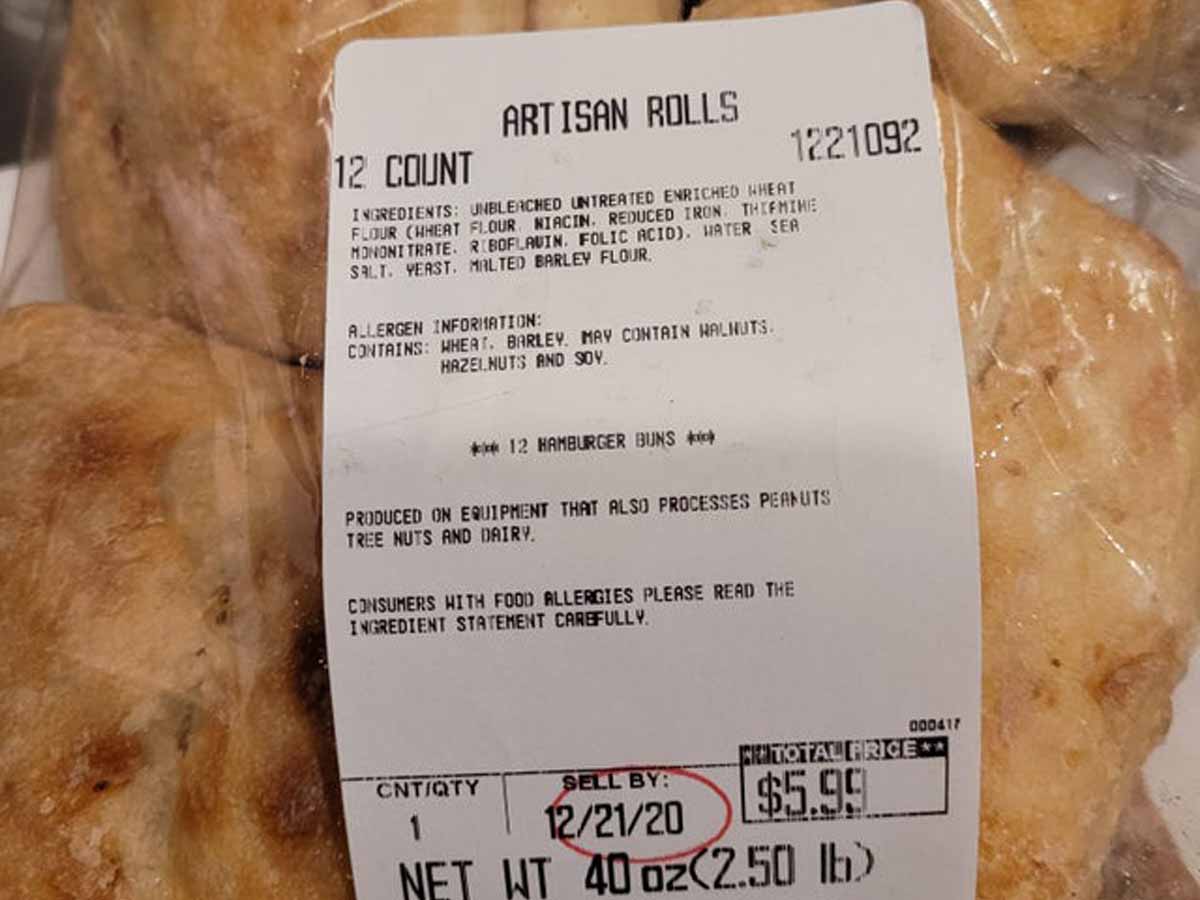 ARTISAN ROLLS
12 COUNT 1221092
INGREDIENTS: UNBLEACHED UNTREATED ENRICHED WHEAT
FLOUR (WHEAT FLOUR, NIACIN, REDUCED IRON, THIAMINE
MONONITRATE, RIBOFLAVIN, FOLIC ACID), WATER, SEA
SALT, YEAST, MALTED BARLEY FLOUR.
ALLERGEN INFORMATION:
CONTAINS: WHEAT, BARLEY. MAY CONTAIN WALNUTS,
HAZELNUTS AND SOY.
** 12 HAMBURGER BUNS **
PRODUCED ON EQUIPMENT THAT ALSO PROCESSES PEANUTS
TREE NUTS AND DAIRY.
CONSUMERS WITH FOOD ALLERGIES PLEASE READ THE
INGREDIENT STATEMENT CAREFULLY.
000417
CNT/QTY SELL BY: **TOTAL PRICE**
1 12/21/20 $5.99
NET WT 40 oz(2.50 lb)